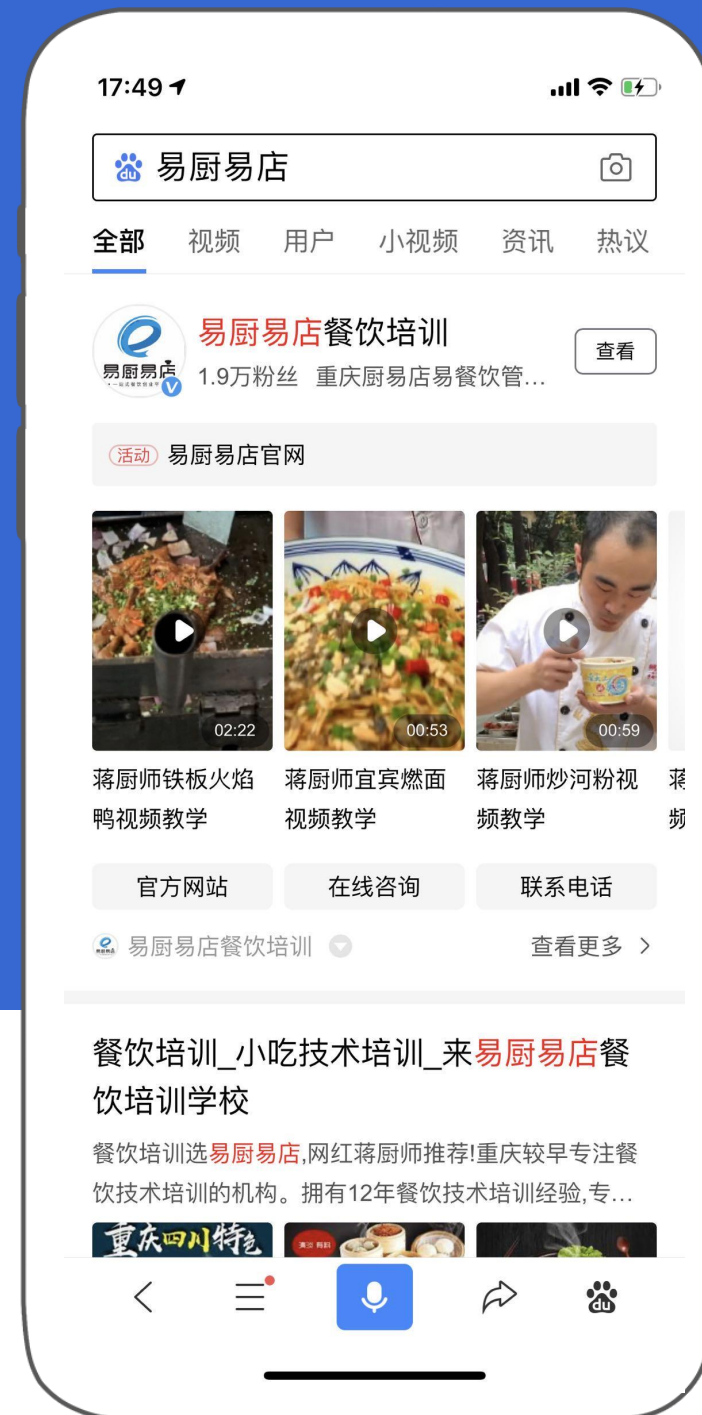 17:49
du 易厨易店
全部 视频 用户 小视频 资讯 热议
易厨易店餐饮培训
查看
易厨易店
1.9万粉丝 重庆厨易店易餐饮管...
活动 易厨易店官网
02:22 00:53 00:59
蒋厨师铁板火焰
鸭视频教学
蒋厨师宜宾燃面
视频教学
蒋厨师炒河粉视
频教学
蒋
频
官方网站 在线咨询 联系电话
易厨易店餐饮培训 查看更多
餐饮培训_小吃技术培训_来易厨易店餐
饮培训学校
餐饮培训选易厨易店,网红蒋厨师推荐!重庆较早专注餐
饮技术培训的机构。拥有12年餐饮技术培训经验,专...
重庆四川特色
du